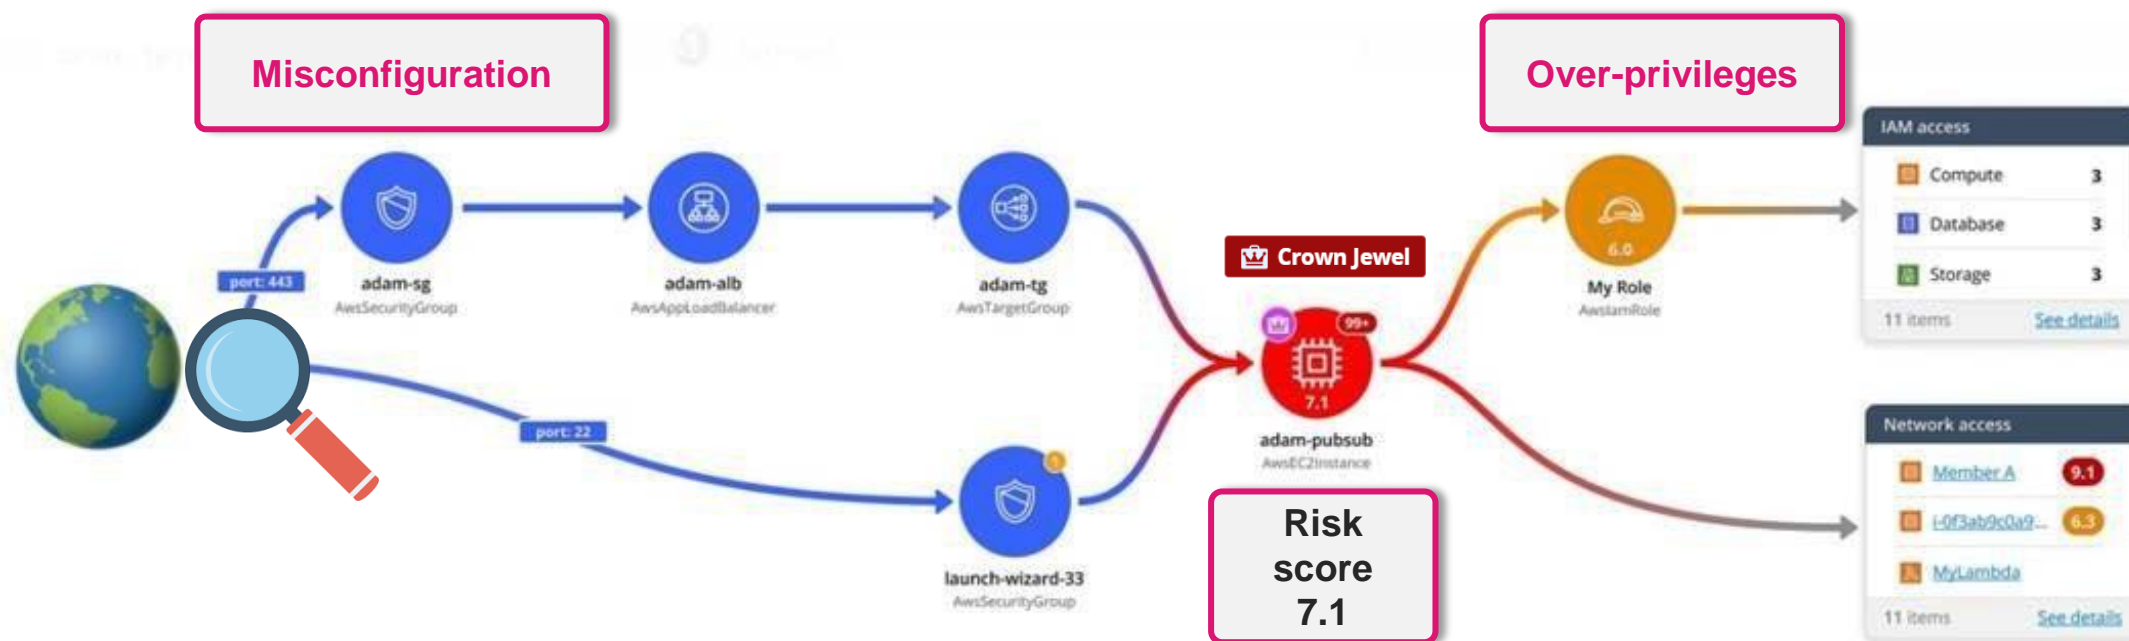 Misconfiguration
Over-privileges
port: 443
adam-sg
AwsSecurityGroup
adam-alb
AwsAppLoadBalancer
adam-tg
AwsTargetGroup
port: 22
launch-wizard-33
AwsSecurityGroup
Crown Jewel
99+
7.1
adam-pubsub
AwsEC2Instance
Risk
score
7.1
6.0
My Role
AwsIamRole
IAM access
Compute 3
Database 3
Storage 3
11 items See details
Network access
Member A 9.1
i-0f3ab9c0a9... 6.3
MyLambda
11 items See details